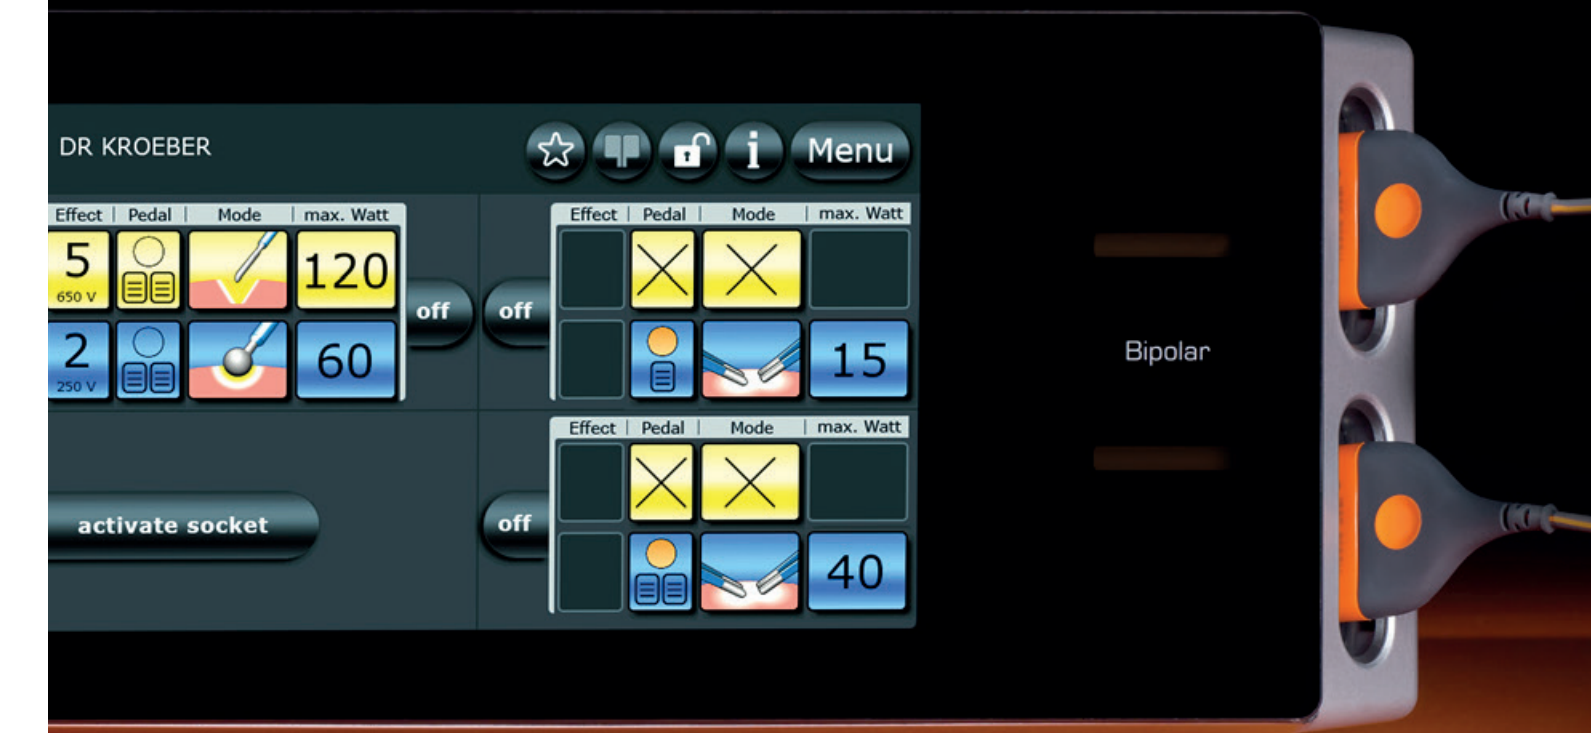 DR KROEBER
i
Menu
Effect | Pedal | Mode | max. Watt
5
650 V
120
off
2
250 V
60
off
Effect | Pedal | Mode | max. Watt
15
Bipolar
activate socket
off
Effect | Pedal | Mode | max. Watt
40